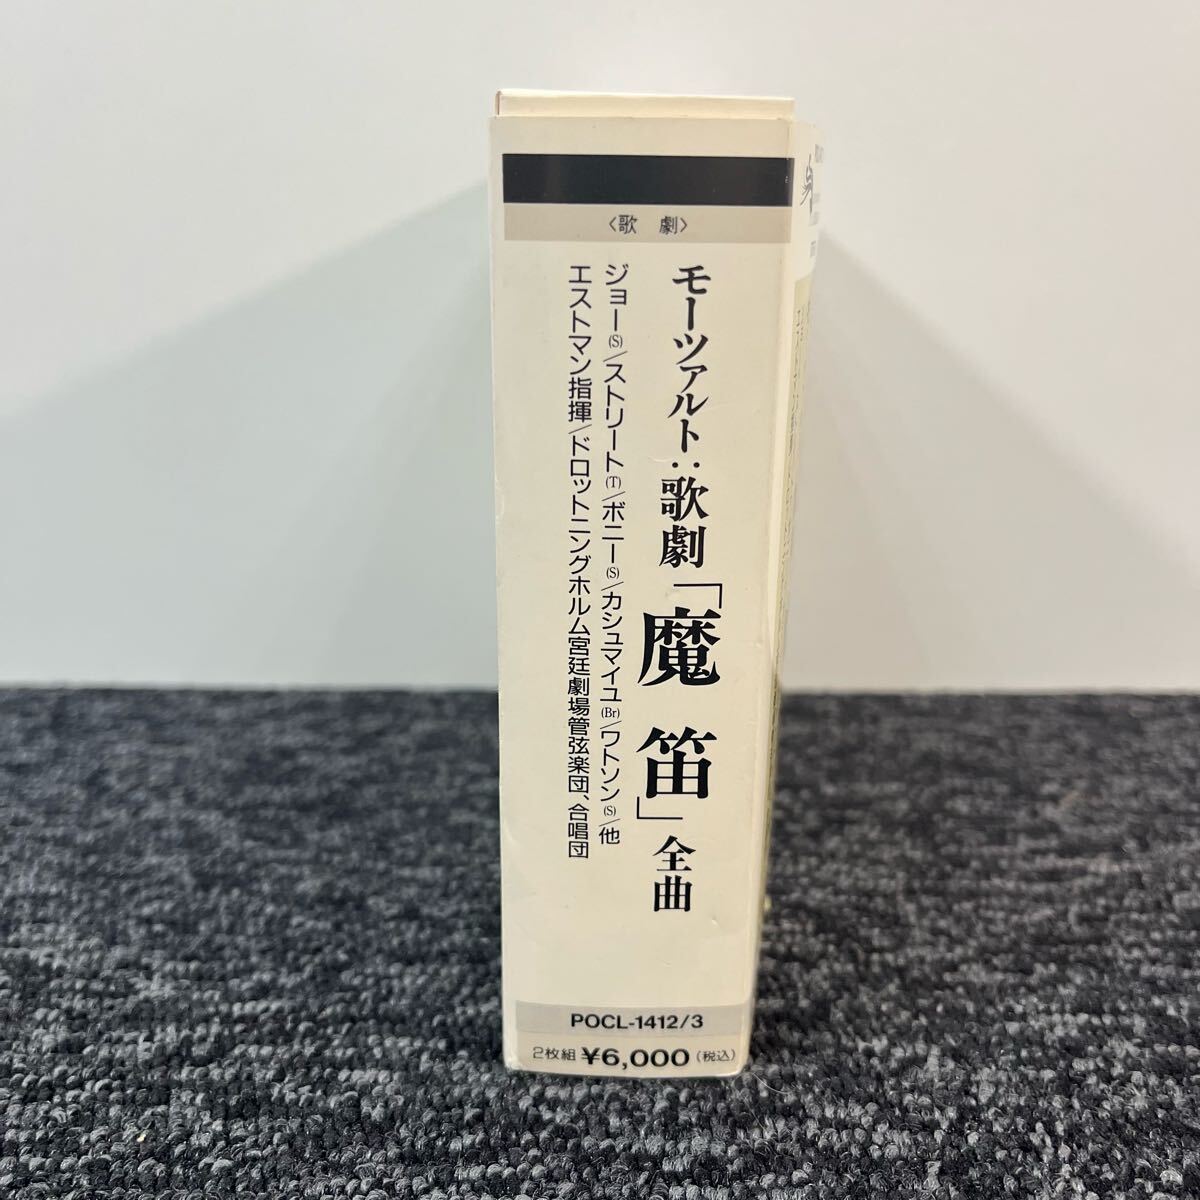 〈歌劇〉
モーツァルト:歌劇「魔笛」全曲
ジョー(S)/ストリート(T)/ボニー(S)/カシュマイユ(Br)/ワトソン(S)/他
エストマン指揮/ドロットニングホルム宮廷劇場管弦楽団、合唱団
POCL-1412/3
2枚組 ¥6,000(税込)